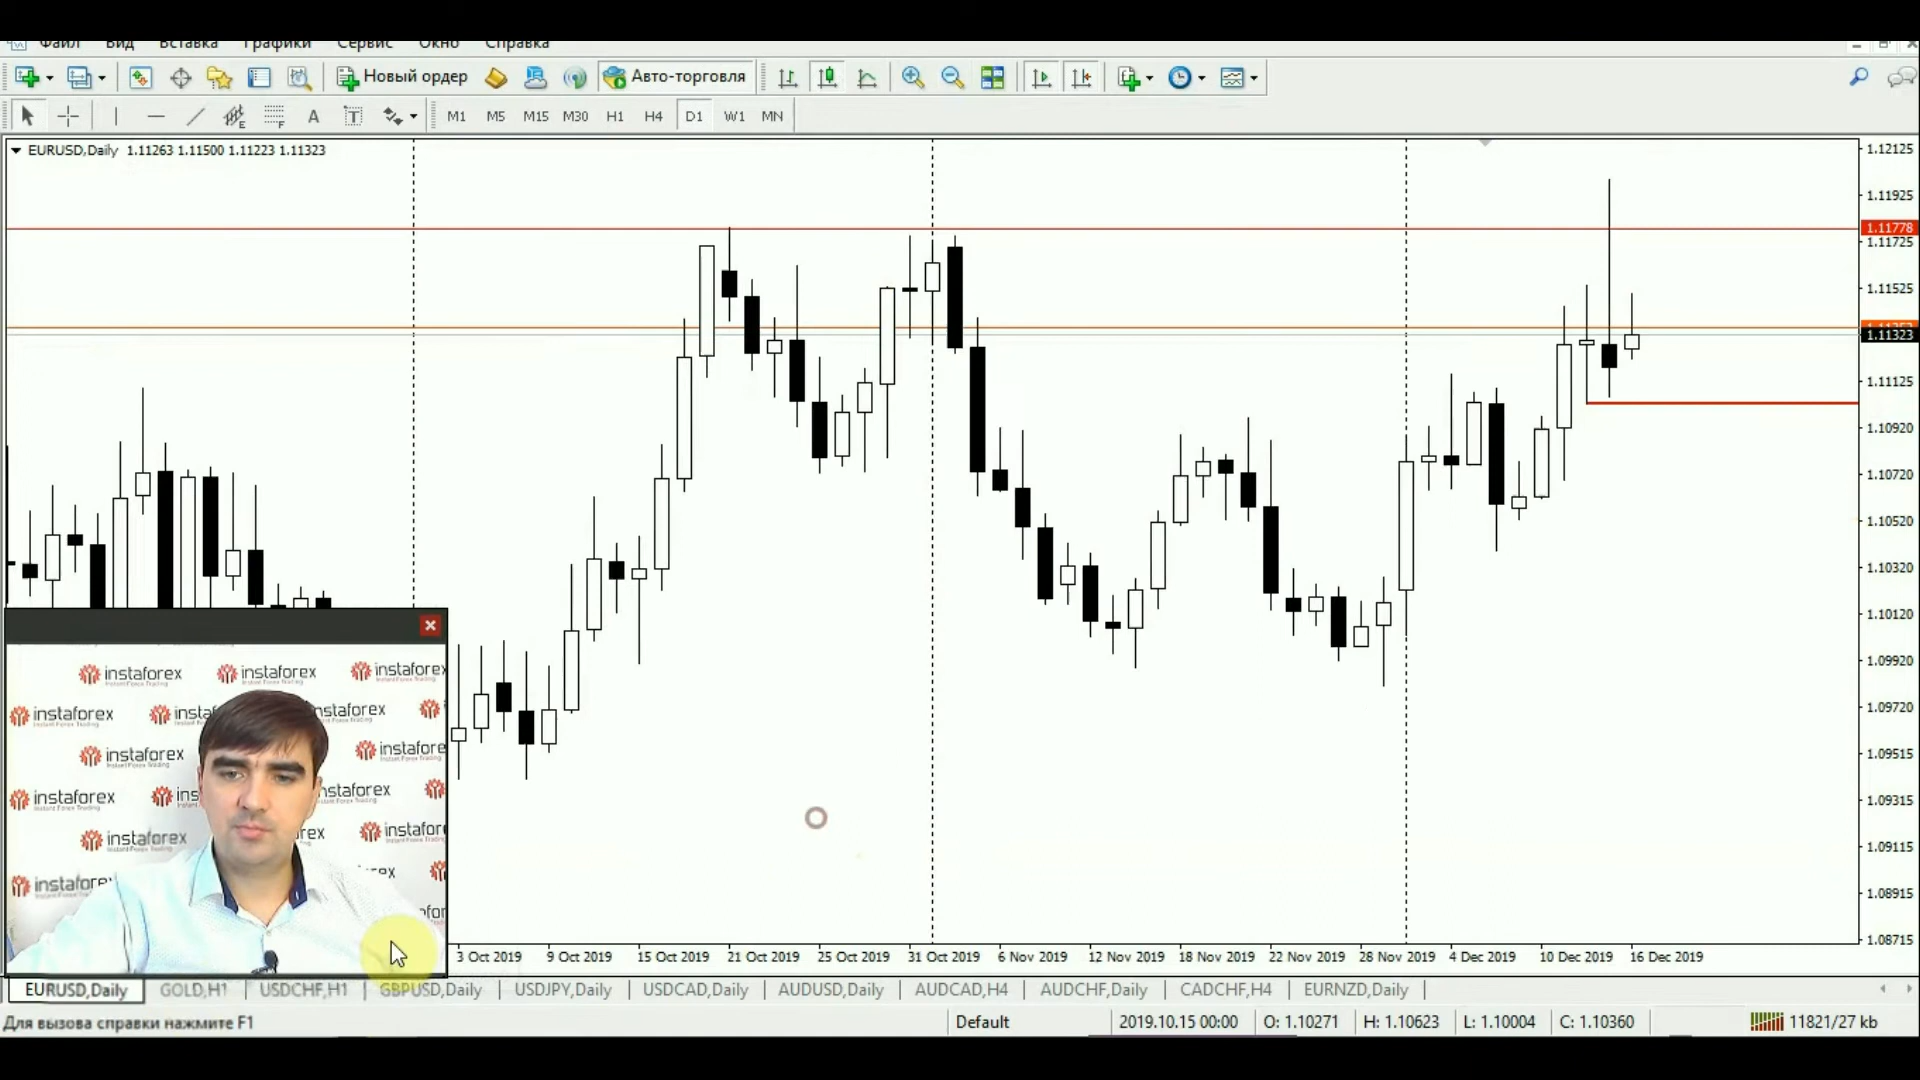 Файл Вид Вставка Графики Сервис Окно Справка
Новый ордер Авто-торговля
A T M1 M5 M15 M30 H1 H4 D1 W1 MN
EURUSD,Daily 1.11263 1.11500 1.11223 1.11323
1.12125
1.11925
1.11778
1.11725
1.11525
1.11323
1.11125
1.10920
1.10720
1.10520
1.10320
1.10120
1.09920
1.09720
1.09515
1.09315
1.09115
1.08915
1.08715
instaforex instaforex instaforex
instaforex
instaforex
instaforex
instaforex
3 Oct 2019 9 Oct 2019 15 Oct 2019 21 Oct 2019 25 Oct 2019 31 Oct 2019 6 Nov 2019 12 Nov 2019 18 Nov 2019 22 Nov 2019 28 Nov 2019 4 Dec 2019 10 Dec 2019 16 Dec 2019
EURUSD,Daily GOLD,H1 USDCHF,H1 GBPUSD,Daily USDJPY,Daily USDCAD,Daily AUDUSD,Daily AUDCAD,H4 AUDCHF,Daily CADCHF,H4 EURNZD,Daily
Для вызова справки нажмите F1 Default 2019.10.15 00:00 O: 1.10271 H: 1.10623 L: 1.10004 C: 1.10360 11821/27 kb